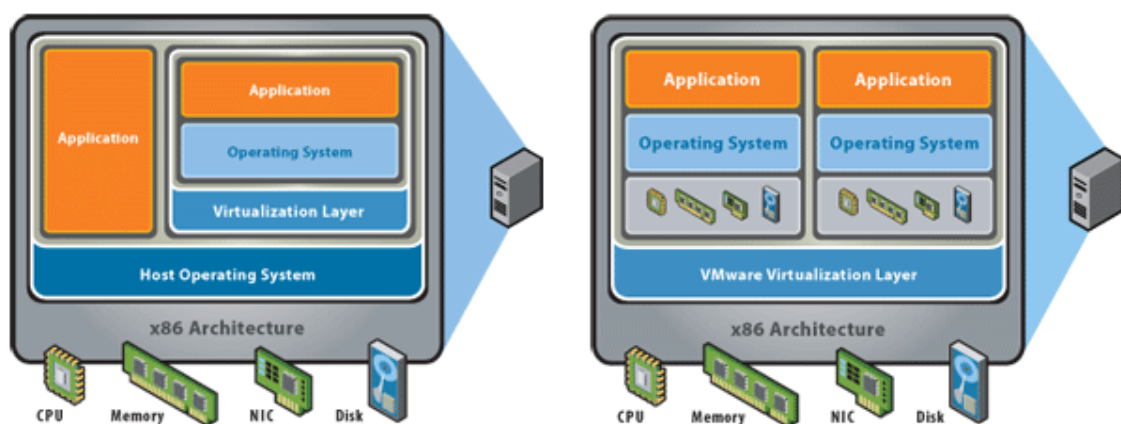 Application
Application
Operating System
Virtualization Layer
Host Operating System
x86 Architecture
CPU
Memory
NIC
Disk
Application
Application
Operating System
Operating System
VMware Virtualization Layer
x86 Architecture
CPU
Memory
NIC
Disk